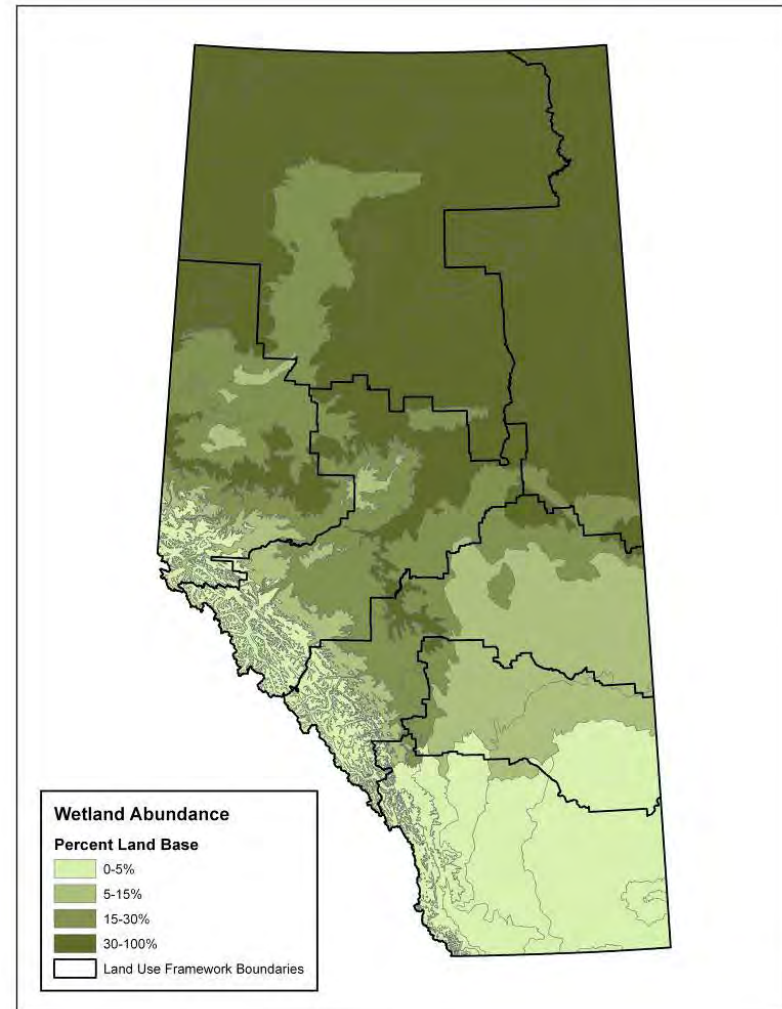 Wetland Abundance
Percent Land Base
0-5%
5-15%
15-30%
30-100%
Land Use Framework Boundaries